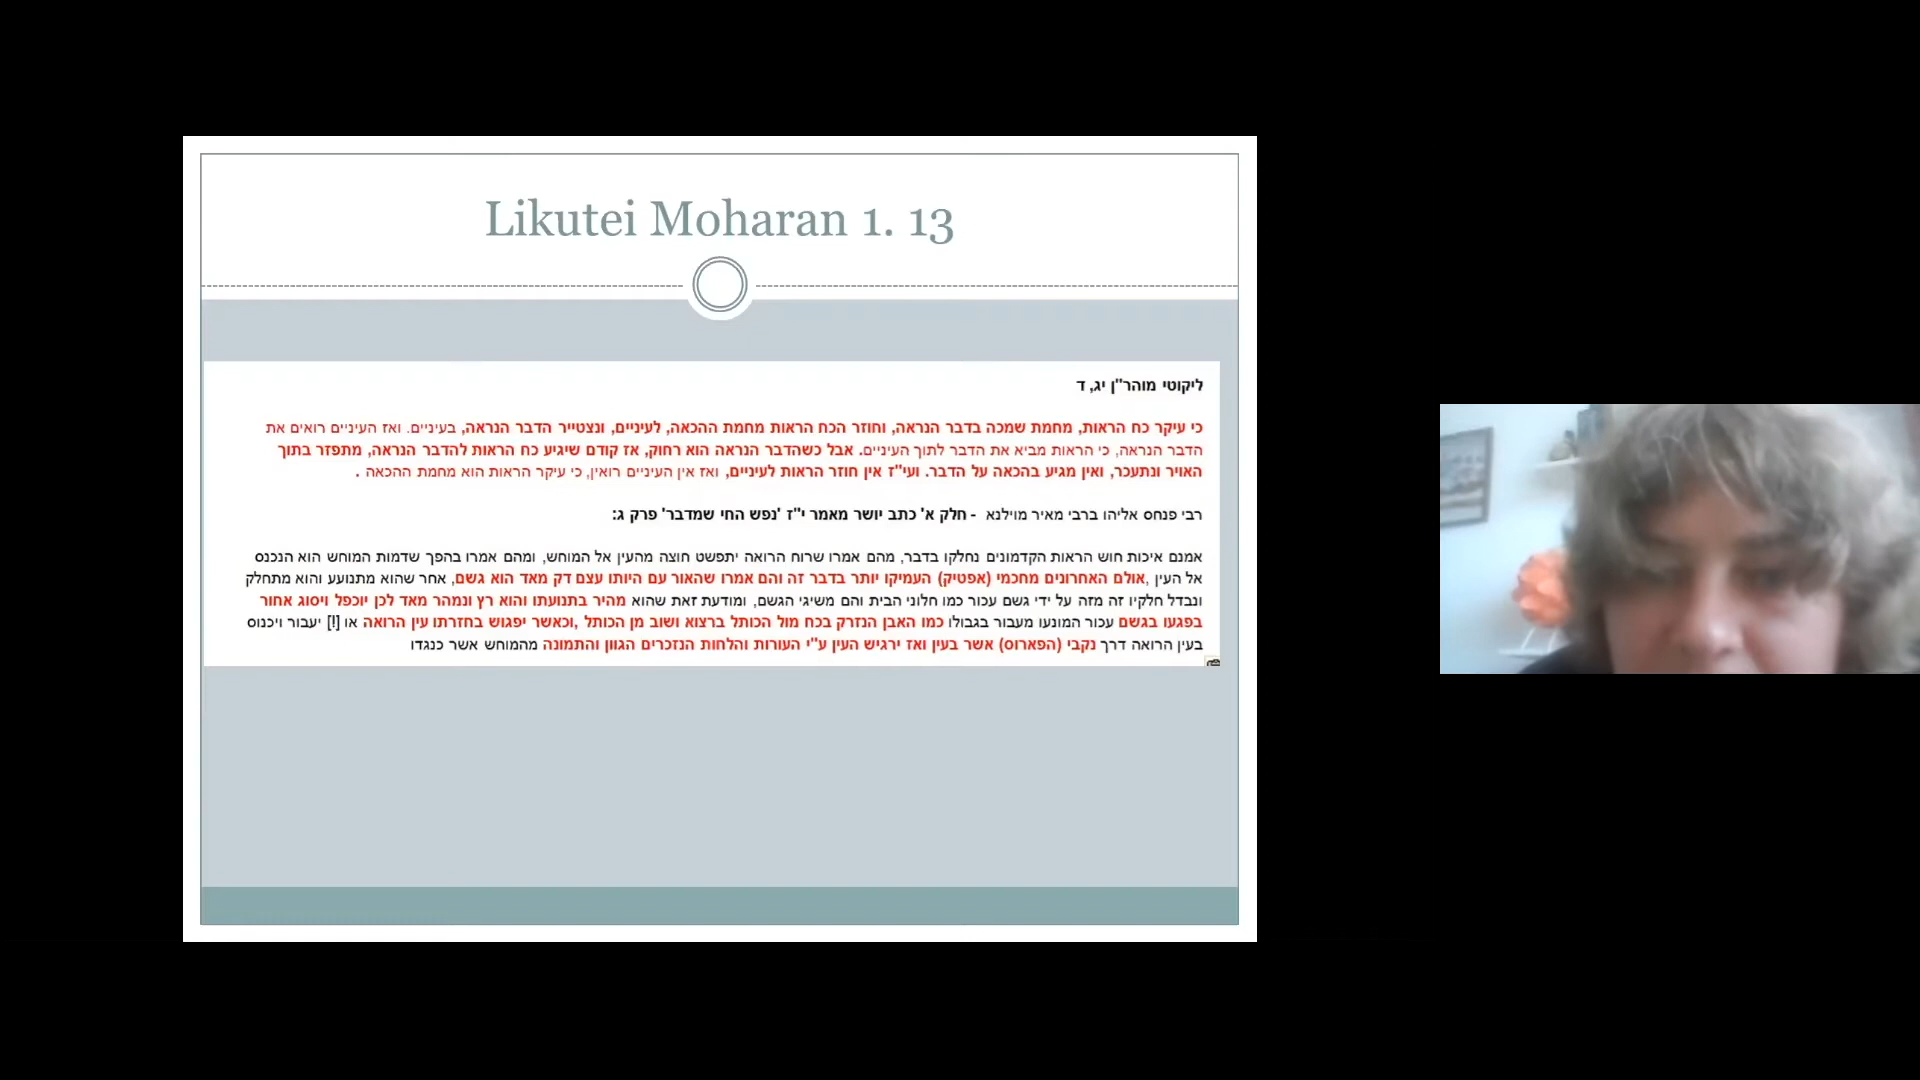 Likutei Moharan 1. 13
ליקוטי מוהר"ן יג, ד
כי עיקר כח הראות, מחמת שמכה בדבר הנראה, וחוזר הכח הראות מחמת ההכאה, לעיניים, ונצטייר הדבר הנראה, בעיניים. ואז העיניים רואים את
הדבר הנראה, כי הראות מביא את הדבר לתוך העיניים. אבל כשהדבר הנראה הוא רחוק, אז קודם שיגיע כח הראות להדבר הנראה, מתפזר בתוך
האויר ונתעכר, ואין מגיע בהכאה על הדבר. ועי"ז אין חוזר הראות לעיניים, ואז אין העיניים רואין, כי עיקר הראות הוא מחמת ההכאה .
רבי פנחס אליהו ברבי מאיר מוילנא - חלק א' כתב יושר מאמר י"ז 'נפש החי שמדבר' פרק ג:
אמנם איכות חוש הראות הקדמונים נחלקו בדבר, מהם אמרו שרוח הרואה יתפשט חוצה מהעין אל המוחש, ומהם אמרו בהפך שדמות המוחש הוא הנכנס
אל העין ,אולם האחרונים מחכמי (אפטיק) העמיקו יותר בדבר זה והם אמרו שהאור עם היותו עצם דק מאד הוא גשם, אחר שהוא מתנועע והוא מתחלק
ונבדל חלקיו זה מזה על ידי גשם עכור כמו חלוני הבית והם משיגי הגשם, ומודעת זאת שהוא מהיר בתנועתו והוא רץ ונמהר מאד לכן יוכפל ויסוג אחור
בפגעו בגשם עכור המונעו מעבור בגבולו כמו האבן הנזרק בכח מול הכותל ברצוא ושוב מן הכותל ,וכאשר יפגוש בחזרתו עין הרואה או [!] יעבור ויכנוס
בעין הרואה דרך נקבי (הפארוס) אשר בעין ואז ירגיש העין ע"י העורות והלחות הנזכרים הגוון והתמונה מהמוחש אשר כנגדו